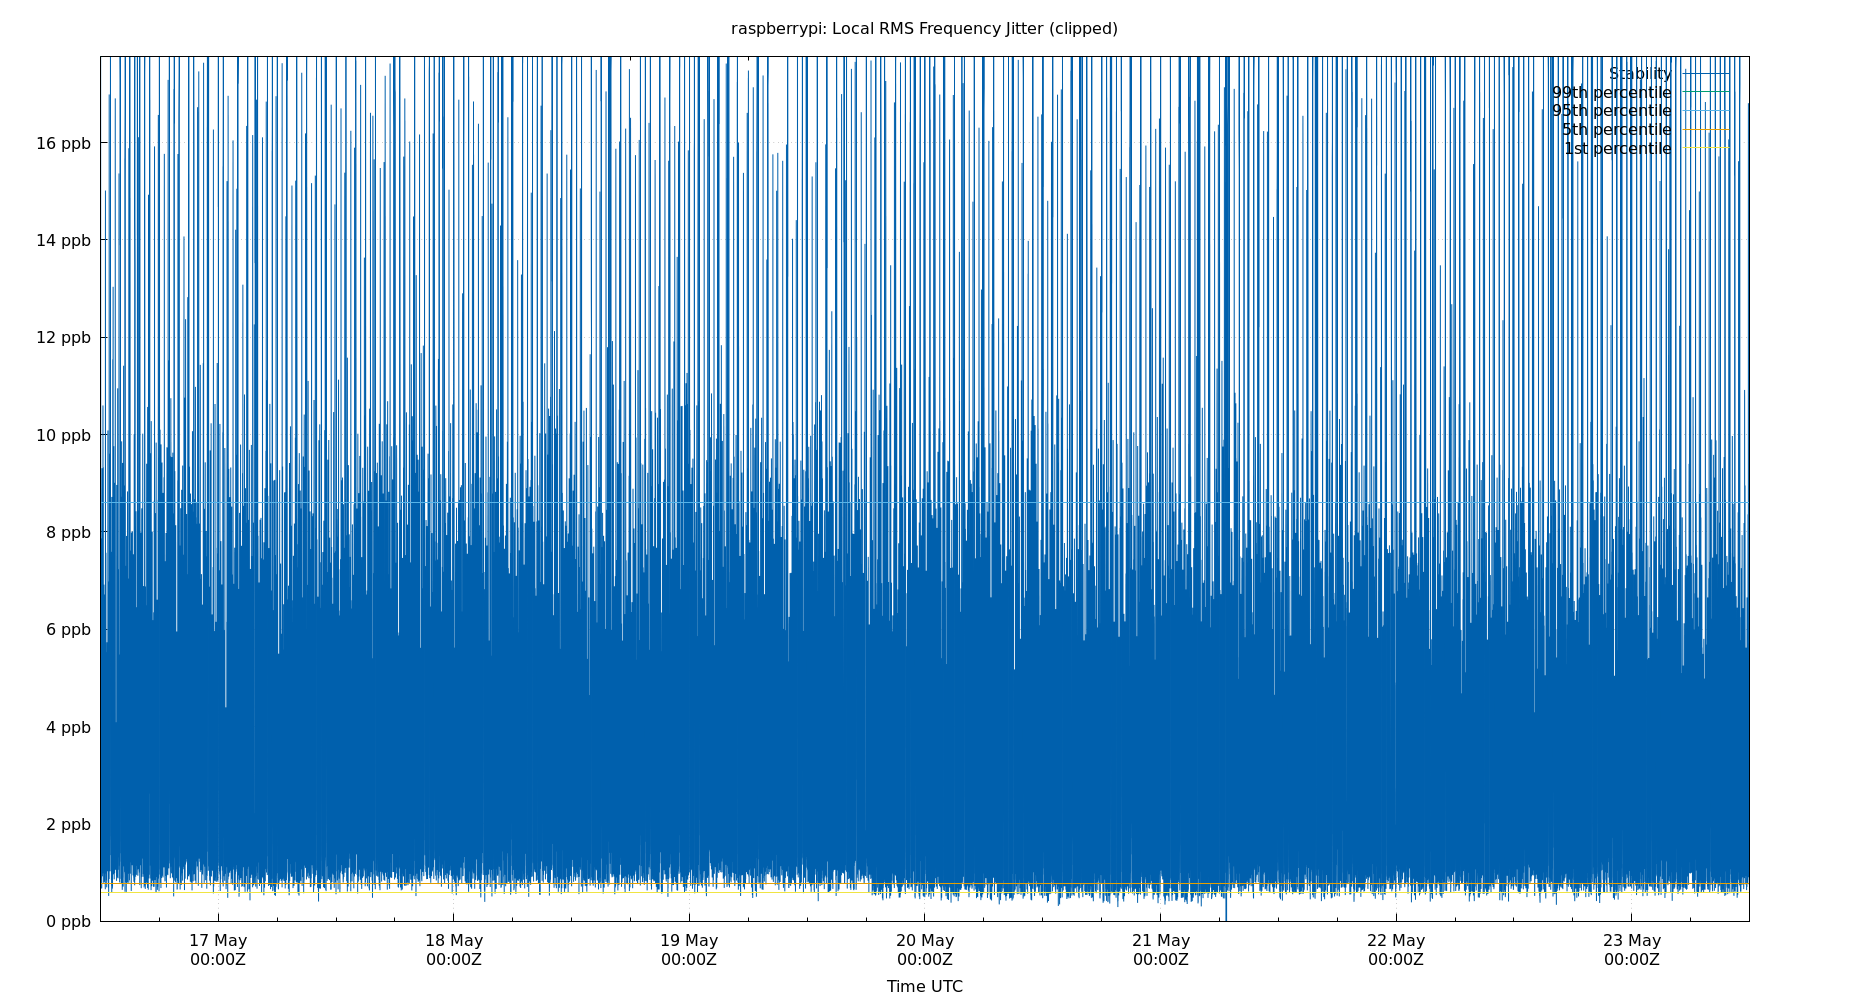 raspberrypi: Local RMS Frequency Jitter (clipped)
Stability
99th percentile
95th percentile
5th percentile
1st percentile
16 ppb
14 ppb
12 ppb
10 ppb
8 ppb
6 ppb
4 ppb
2 ppb
0 ppb
17 May 18 May 19 May 20 May 21 May 22 May 23 May
00:00Z 00:00Z 00:00Z 00:00Z 00:00Z 00:00Z 00:00Z
Time UTC